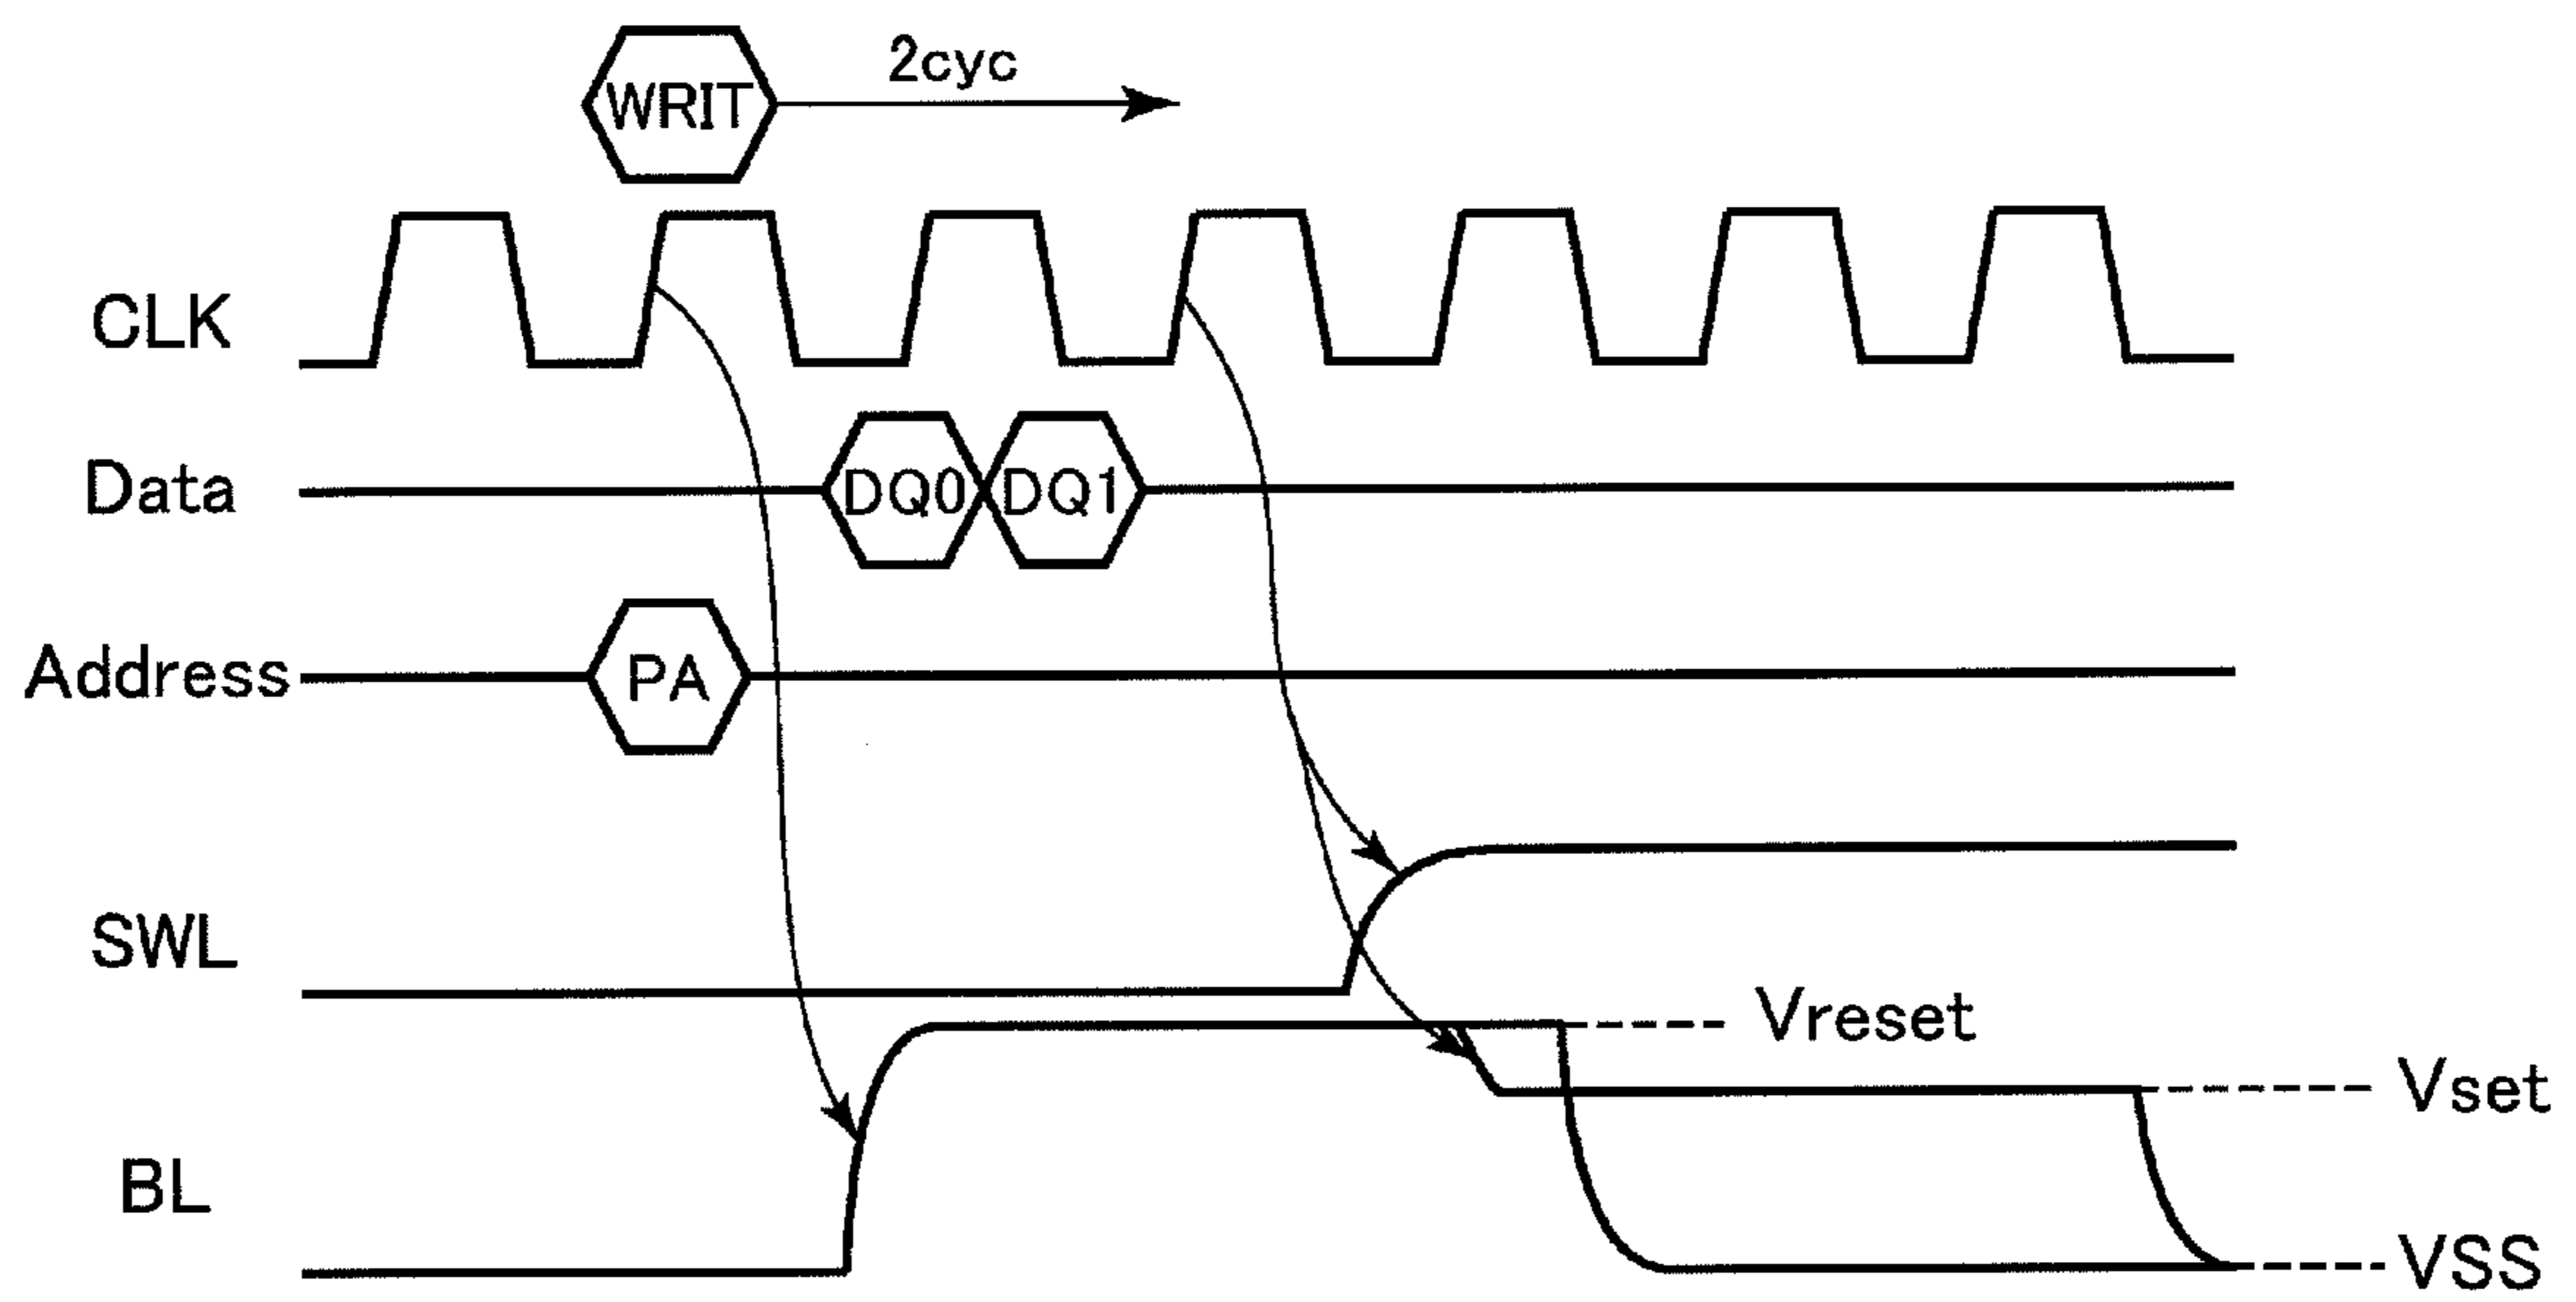 WRIT 2cyc
CLK
Data DQ0 DQ1
Address PA
SWL
Vreset
Vset
BL
VSS